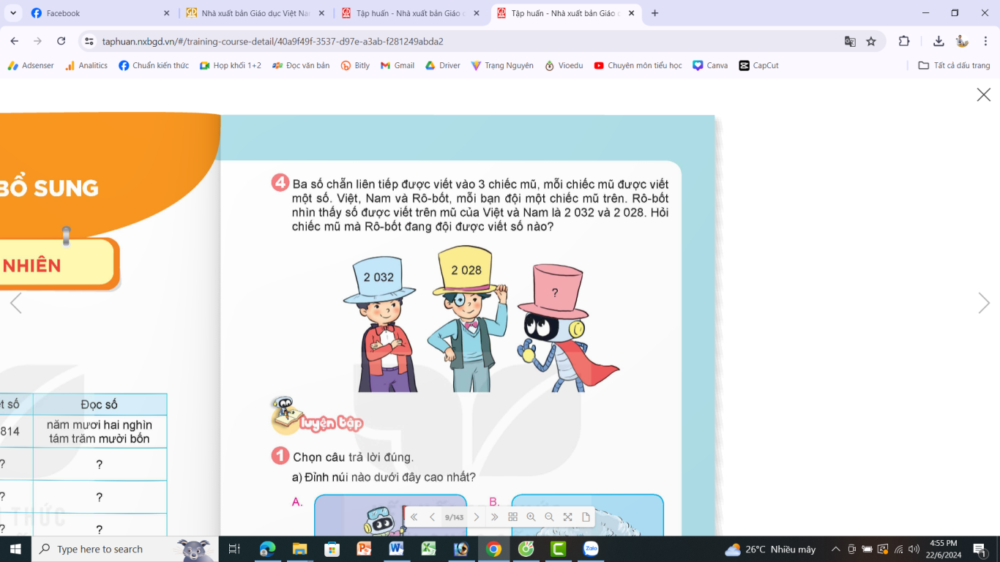 Facebook
Nhà xuất bản Giáo dục Việt Na
Tập huấn - Nhà xuất bản Giáo d
Tập huấn - Nhà xuất bản Giáo d
taphuan.nxbgd.vn/#/training-course-detail/40a9f49f-3537-d97e-a3ab-f281249abda2
Adsenser Analitics Chuẩn kiến thức Họp khối 1+2 Đọc văn bản Bitly Gmail Driver Trạng Nguyên Vioedu Chuyên môn tiểu học Canva CapCut Tất cả dấu trang
BỔ SUNG
NHIÊN
t số Đọc số
814 năm mươi hai nghìn
tám trăm mười bốn
? ?
? ?
? ?
THỨC
4 Ba số chẵn liên tiếp được viết vào 3 chiếc mũ, mỗi chiếc mũ được viết
một số. Việt, Nam và Rô-bốt, mỗi bạn đội một chiếc mũ trên. Rô-bốt
nhìn thấy số được viết trên mũ của Việt và Nam là 2 032 và 2 028. Hỏi
chiếc mũ mà Rô-bốt đang đội được viết số nào?
2 032
2 028
?
luyện tập
1 Chọn câu trả lời đúng.
a) Đỉnh núi nào dưới đây cao nhất?
A. B.
9/143
Type here to search
Zalo
26°C Nhiều mây
4:55 PM
22/6/2024
1